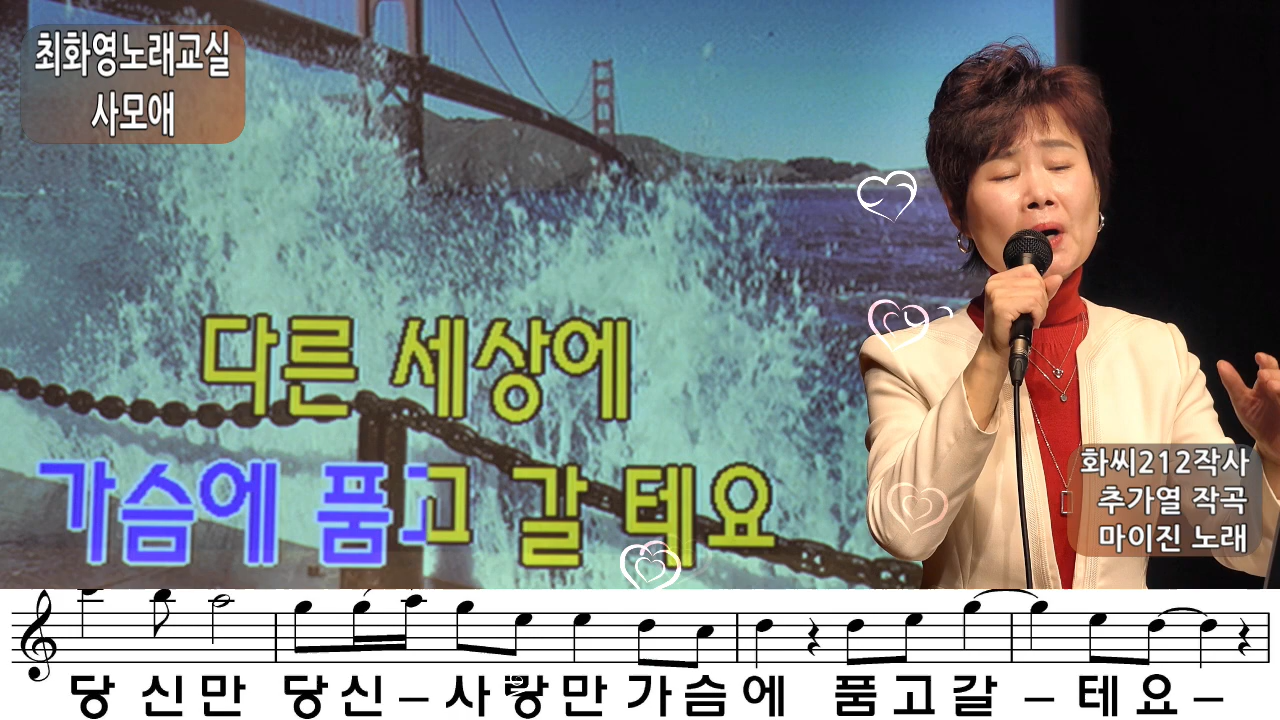 최화영노래교실
사모애
다른 세상에
가슴에 품고 갈 테요
화씨212작사
추가열 작곡
마이진 노래
당 신만 당신–사랑만가슴에 품고갈–테요–